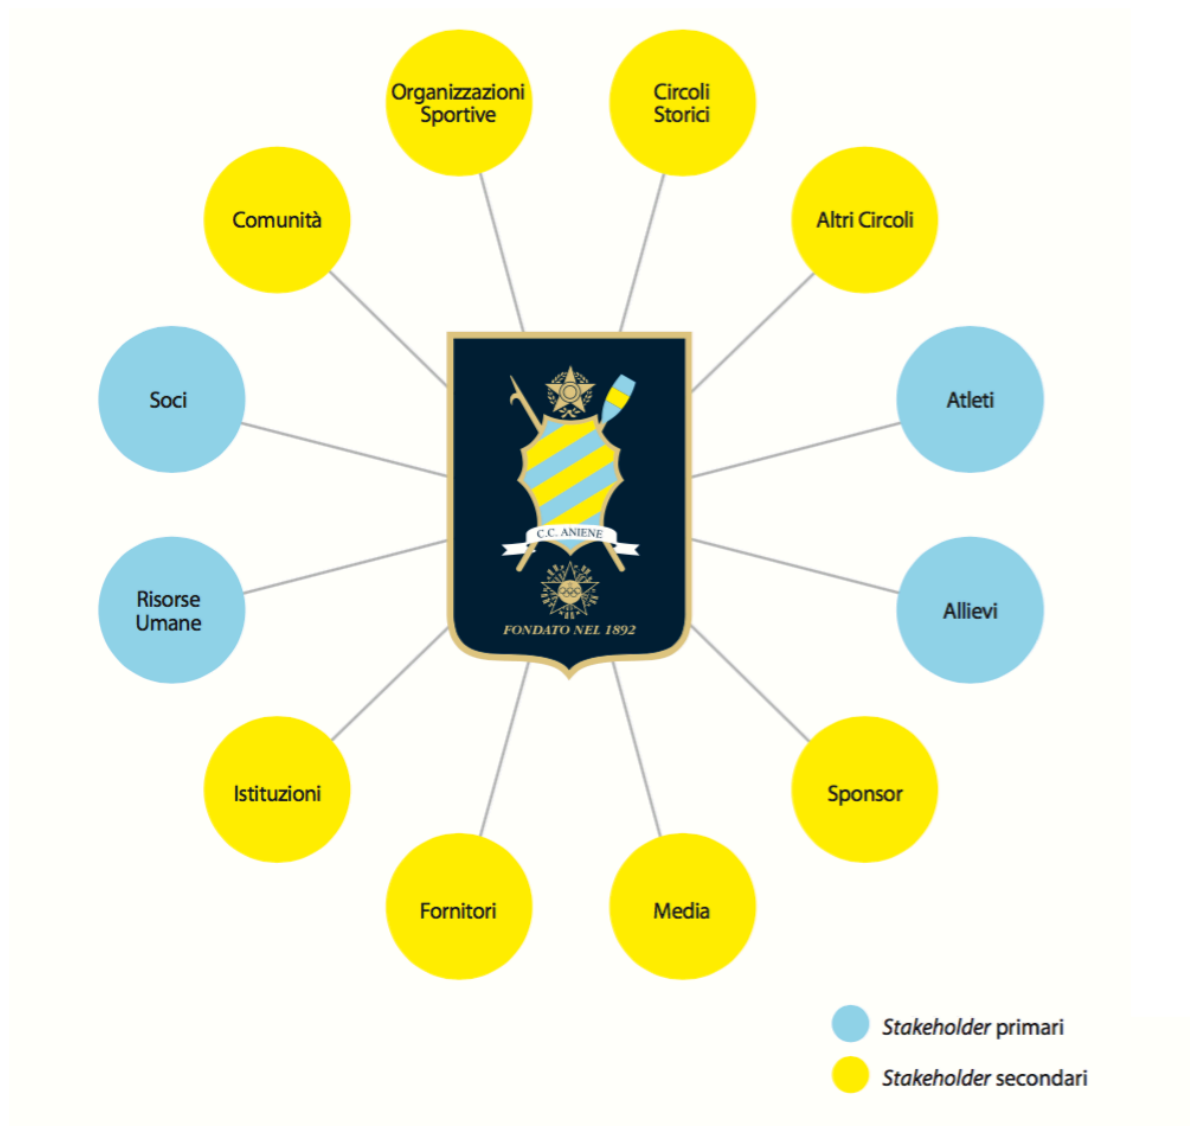 Organizzazioni
Sportive
Circoli
Storici
Comunità
Altri Circoli
Soci
Atleti
C.C. ANIENE
Risorse
Umane
Allievi
FONDATO NEL 1892
Istituzioni
Sponsor
Fornitori
Media
Stakeholder primari
Stakeholder secondari